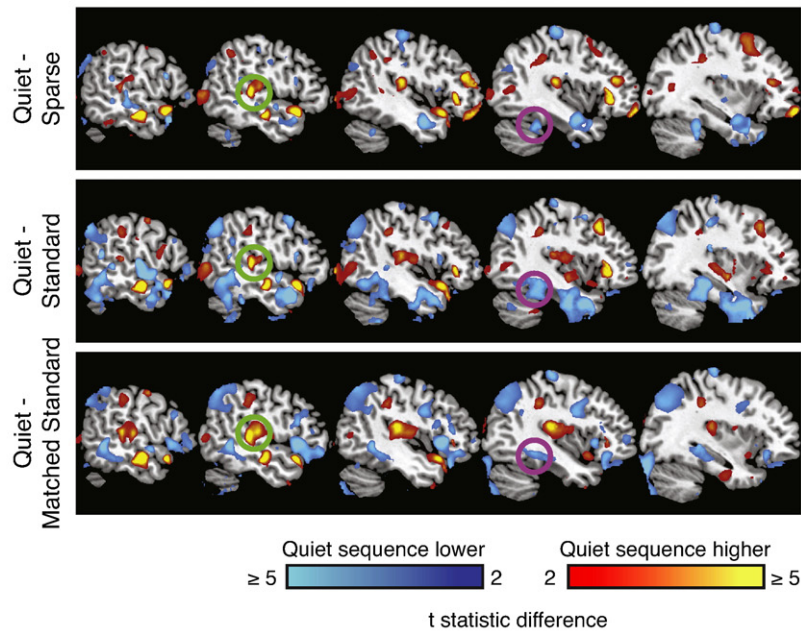 Quiet -
Sparse
Quiet -
Standard
Quiet -
Matched Standard
Quiet sequence lower
Quiet sequence higher
≥ 5 2 2 ≥ 5
t statistic difference